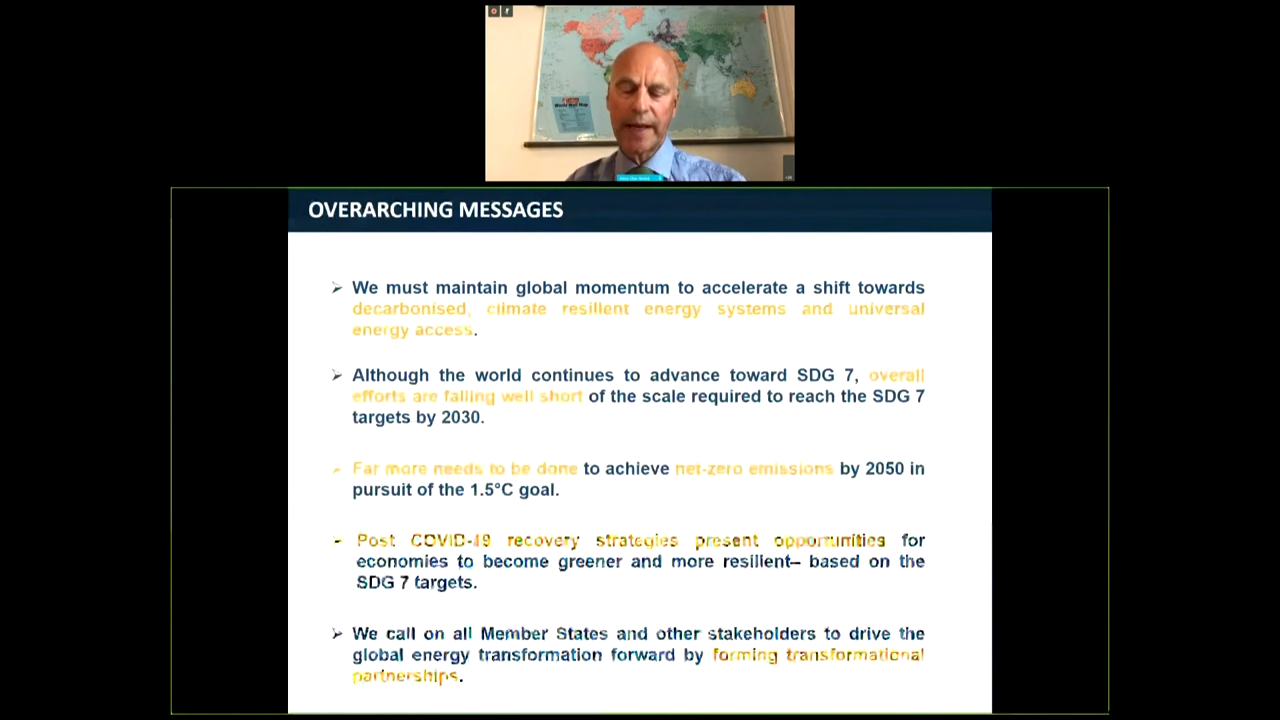 OVERARCHING MESSAGES
➢ We must maintain global momentum to accelerate a shift towards
decarbonised, climate resilient energy systems and universal
energy access.
➢ Although the world continues to advance toward SDG 7, overall
efforts are falling well short of the scale required to reach the SDG 7
targets by 2030.
➢ Far more needs to be done to achieve net-zero emissions by 2050 in
pursuit of the 1.5°C goal.
➢ Post COVID-19 recovery strategies present opportunities for
economies to become greener and more resilient– based on the
SDG 7 targets.
➢ We call on all Member States and other stakeholders to drive the
global energy transformation forward by forming transformational
partnerships.